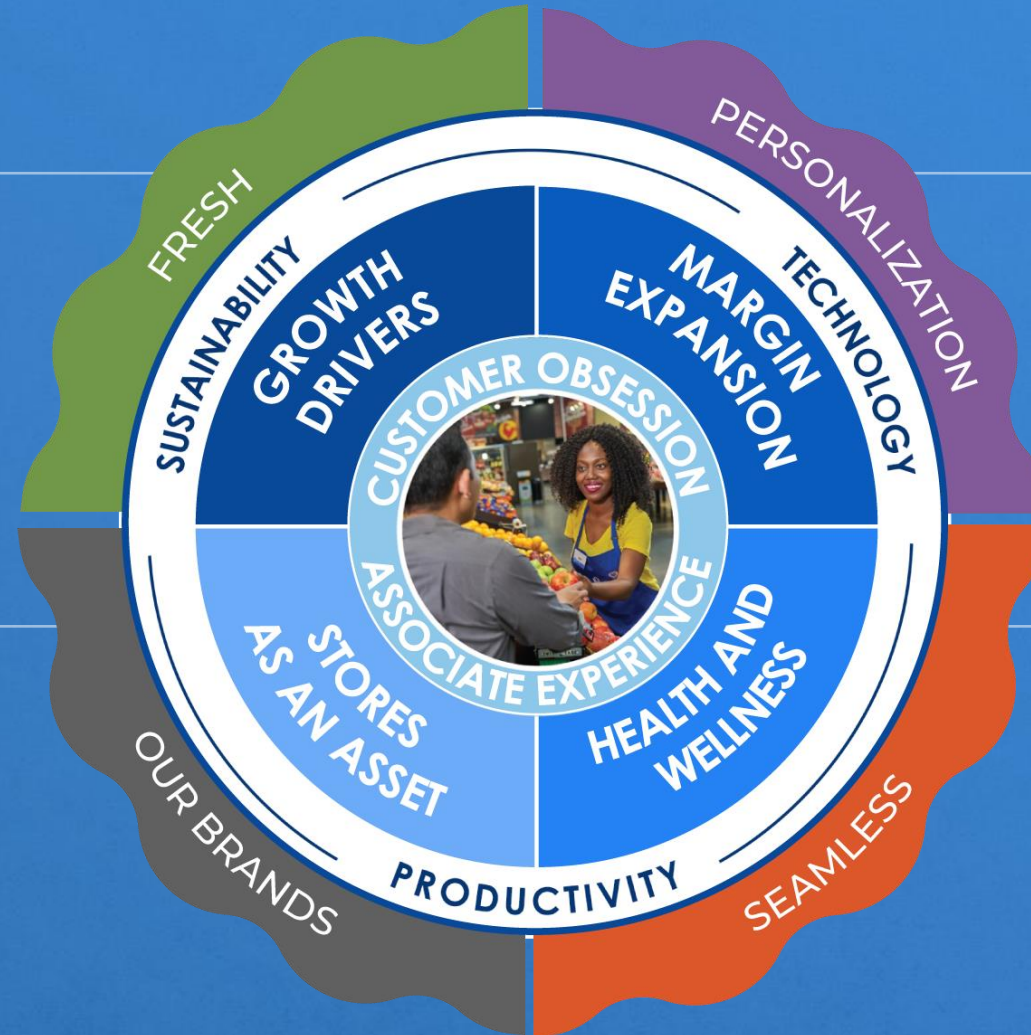 FRESH
PERSONALIZATION
SUSTAINABILITY
TECHNOLOGY
GROWTH
DRIVERS
MARGIN
EXPANSION
CUSTOMER OBSESSION
ASSOCIATE EXPERIENCE
STORES
AS AN ASSET
HEALTH AND
WELLNESS
PRODUCTIVITY
OUR BRANDS
SEAMLESS